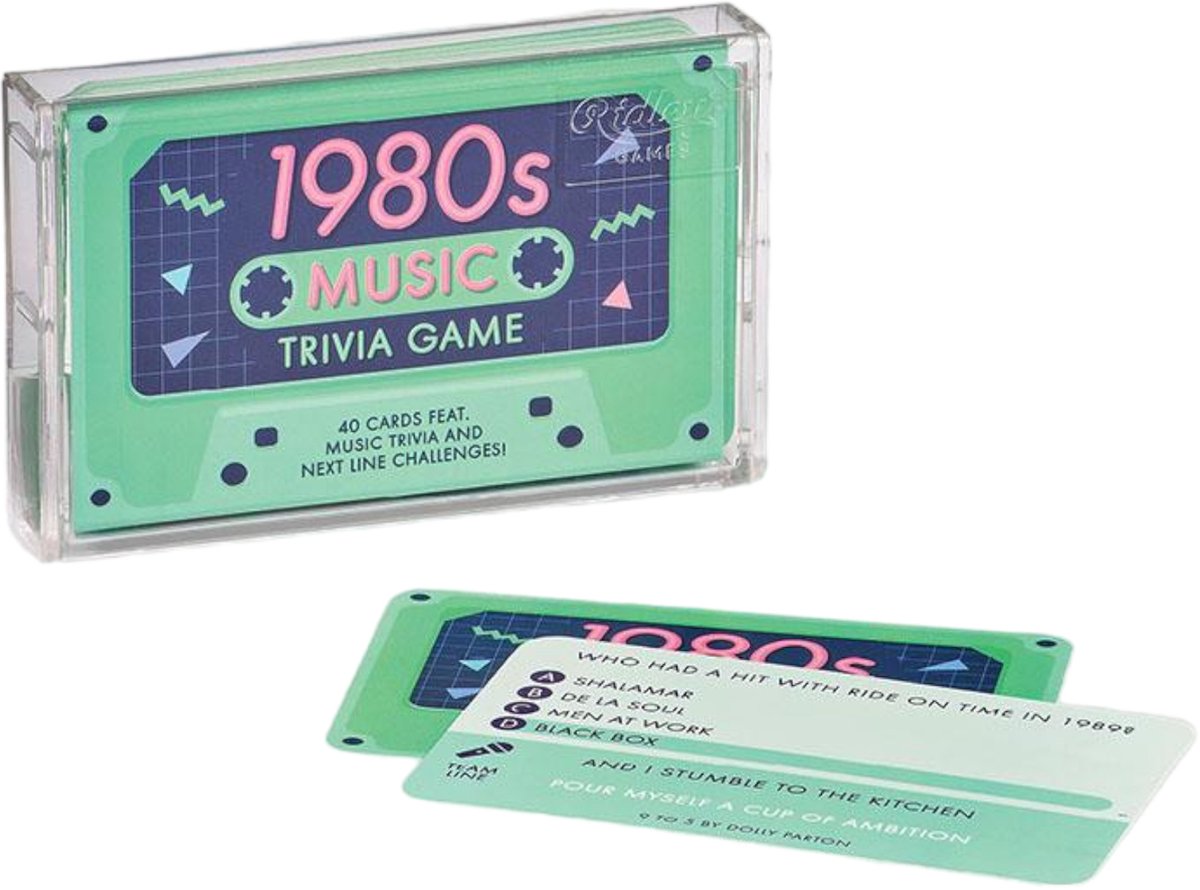 Ridley's
GAMES
1980s
MUSIC
TRIVIA GAME
40 CARDS FEAT.
MUSIC TRIVIA AND
NEXT LINE CHALLENGES!
1980s
WHO HAD A HIT WITH RIDE ON TIME IN 1989?
A SHALAMAR
B DE LA SOUL
C MEN AT WORK
D BLACK BOX
TEAM
LINE
AND I STUMBLE TO THE KITCHEN
POUR MYSELF A CUP OF AMBITION
9 TO 5 BY DOLLY PARTON